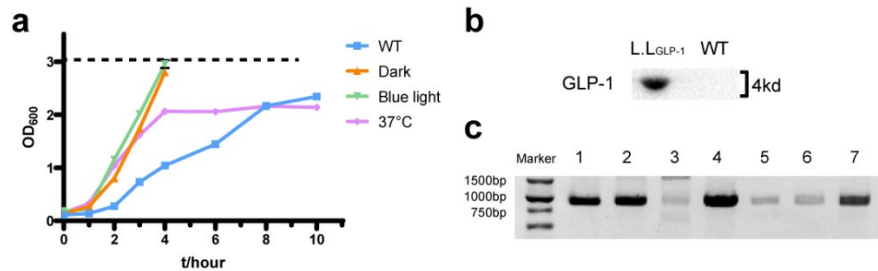 a
OD600
3
2
1
0
0 2 4 6 8 10
t/hour
WT
Dark
Blue light
37°C
b
L.LGLP-1 WT
GLP-1
4kd
c
Marker 1 2 3 4 5 6 7
1500bp
1000bp
750bp